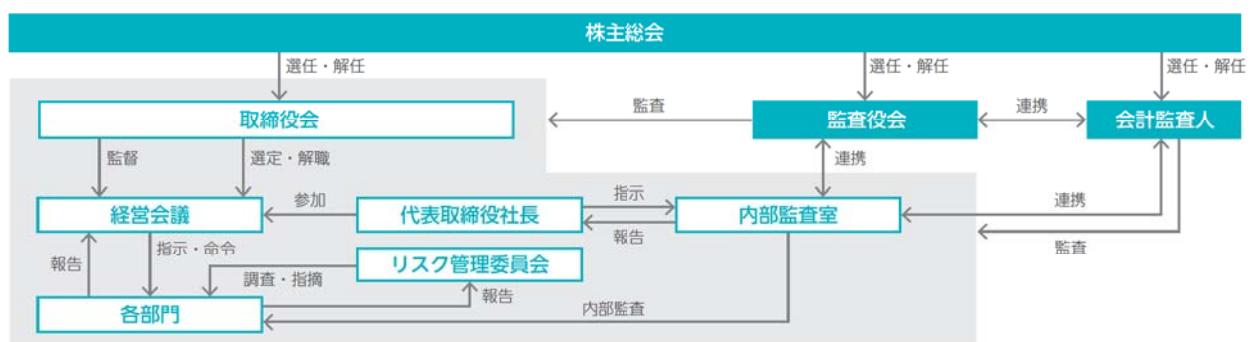 株主総会
選任・解任
選任・解任
選任・解任
取締役会
監査
監査役会
連携
会計監査人
監督
選定・解職
連携
経営会議
参加
代表取締役社長
指示
報告
内部監査室
連携
監査
報告
指示・命令
調査・指摘
リスク管理委員会
報告
各部門
内部監査